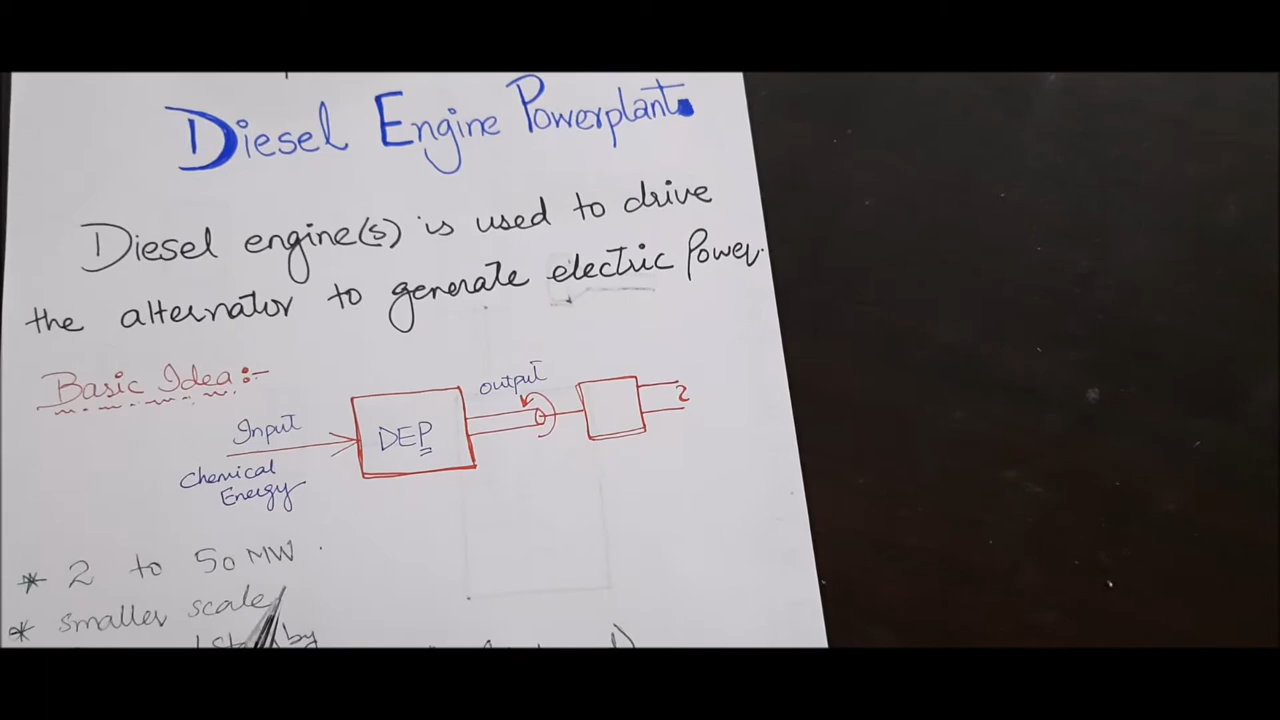 Diesel Engine Powerplant
Diesel engine(s) is used to drive
the alternator to generate electric Power.
Basic Idea:-
output
Input
DEP
Chemical
Energy
* 2 to 50 MW
* smaller scale
by